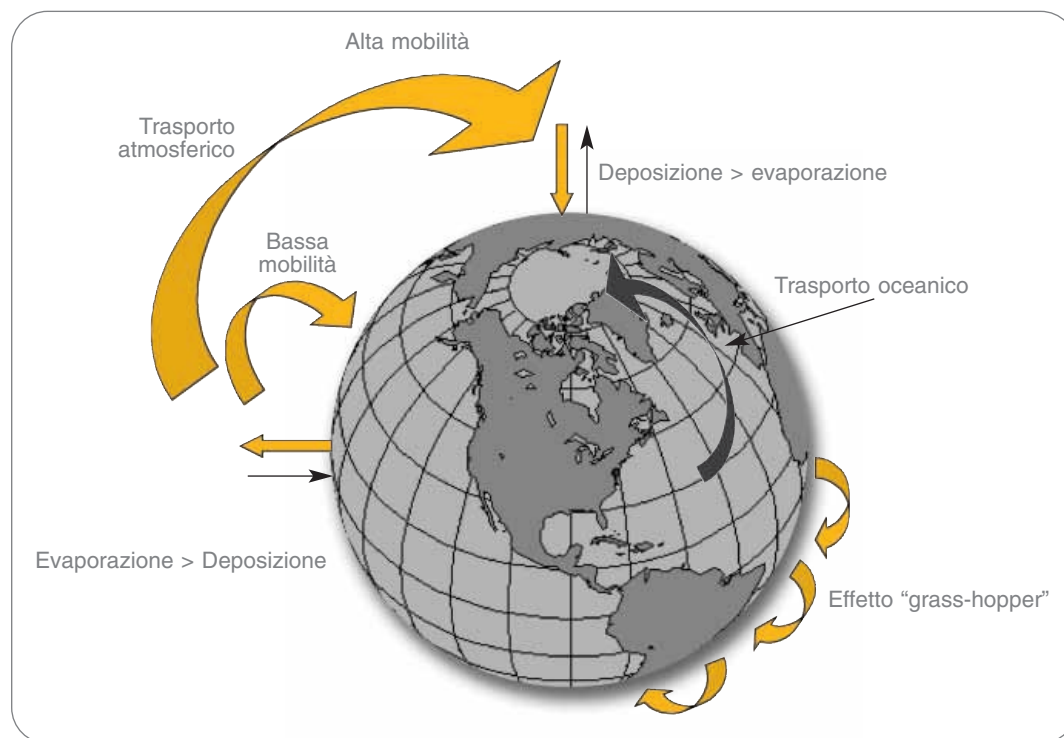 Alta mobilità
Trasporto
atmosferico
Deposizione > evaporazione
Bassa
mobilità
Trasporto oceanico
Evaporazione > Deposizione
Effetto “grass-hopper”